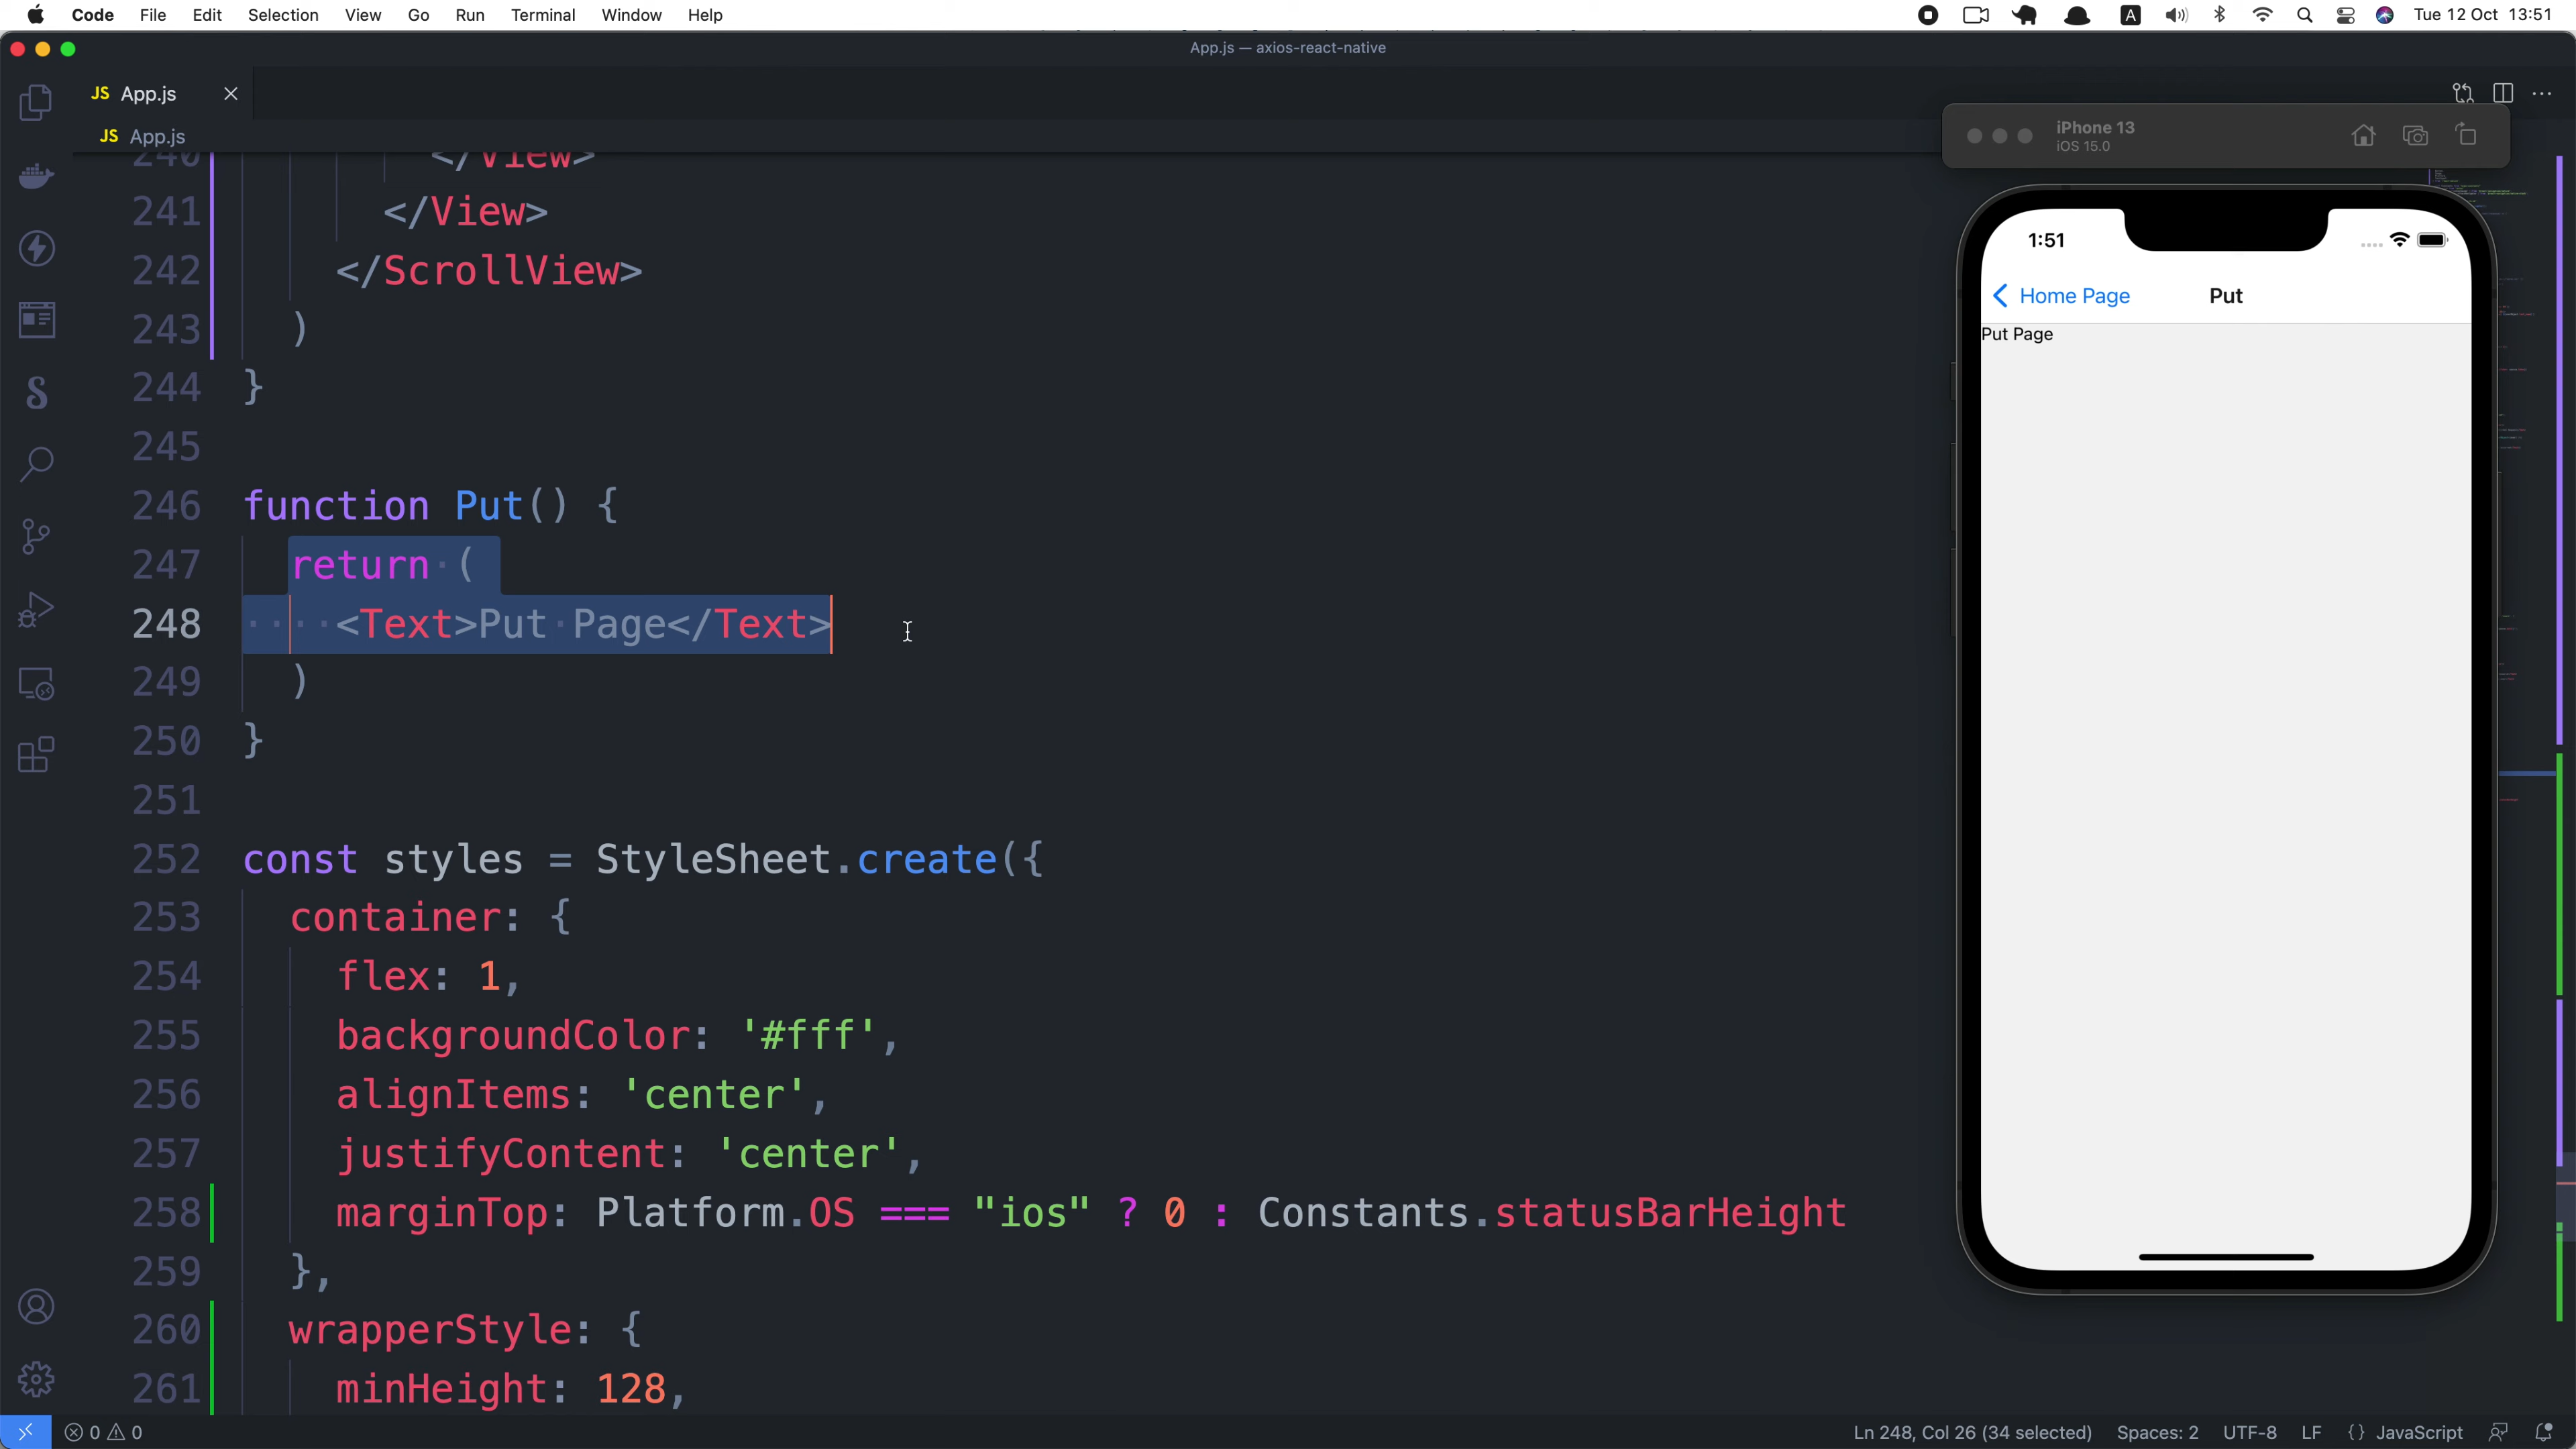 Code File Edit Selection View Go Run Terminal Window Help
A
Tue 12 Oct 13:51
App.js — axios-react-native
JS App.js
JS App.js
240 </View>
241 </View>
242 </ScrollView>
243 )
244 }
245
246 function Put() {
247 return (
248 <Text>Put Page</Text>
249 )
250 }
251
252 const styles = StyleSheet.create({
253 container: {
254 flex: 1,
255 backgroundColor: '#fff',
256 alignItems: 'center',
257 justifyContent: 'center',
258 marginTop: Platform.OS === "ios" ? 0 : Constants.statusBarHeight
259 },
260 wrapperStyle: {
261 minHeight: 128,
iPhone 13
iOS 15.0
1:51
Home Page Put
Put Page
0 0
Ln 248, Col 26 (34 selected) Spaces: 2 UTF-8 LF {} JavaScript